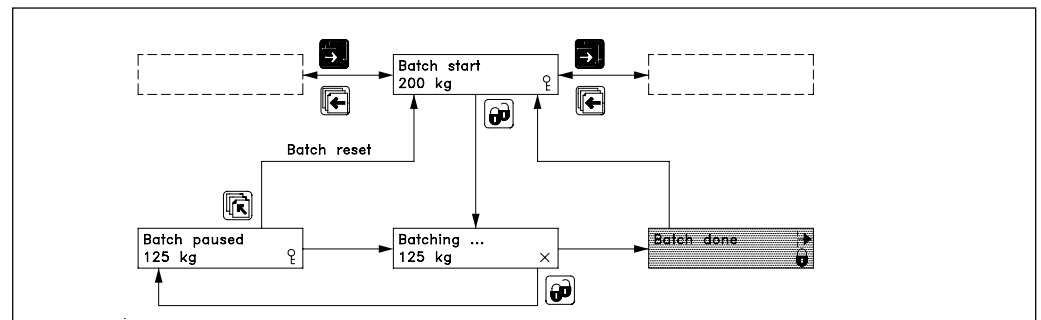 Batch start
200 kg
Batch reset
Batch paused
125 kg
Batching ...
125 kg
Batch done